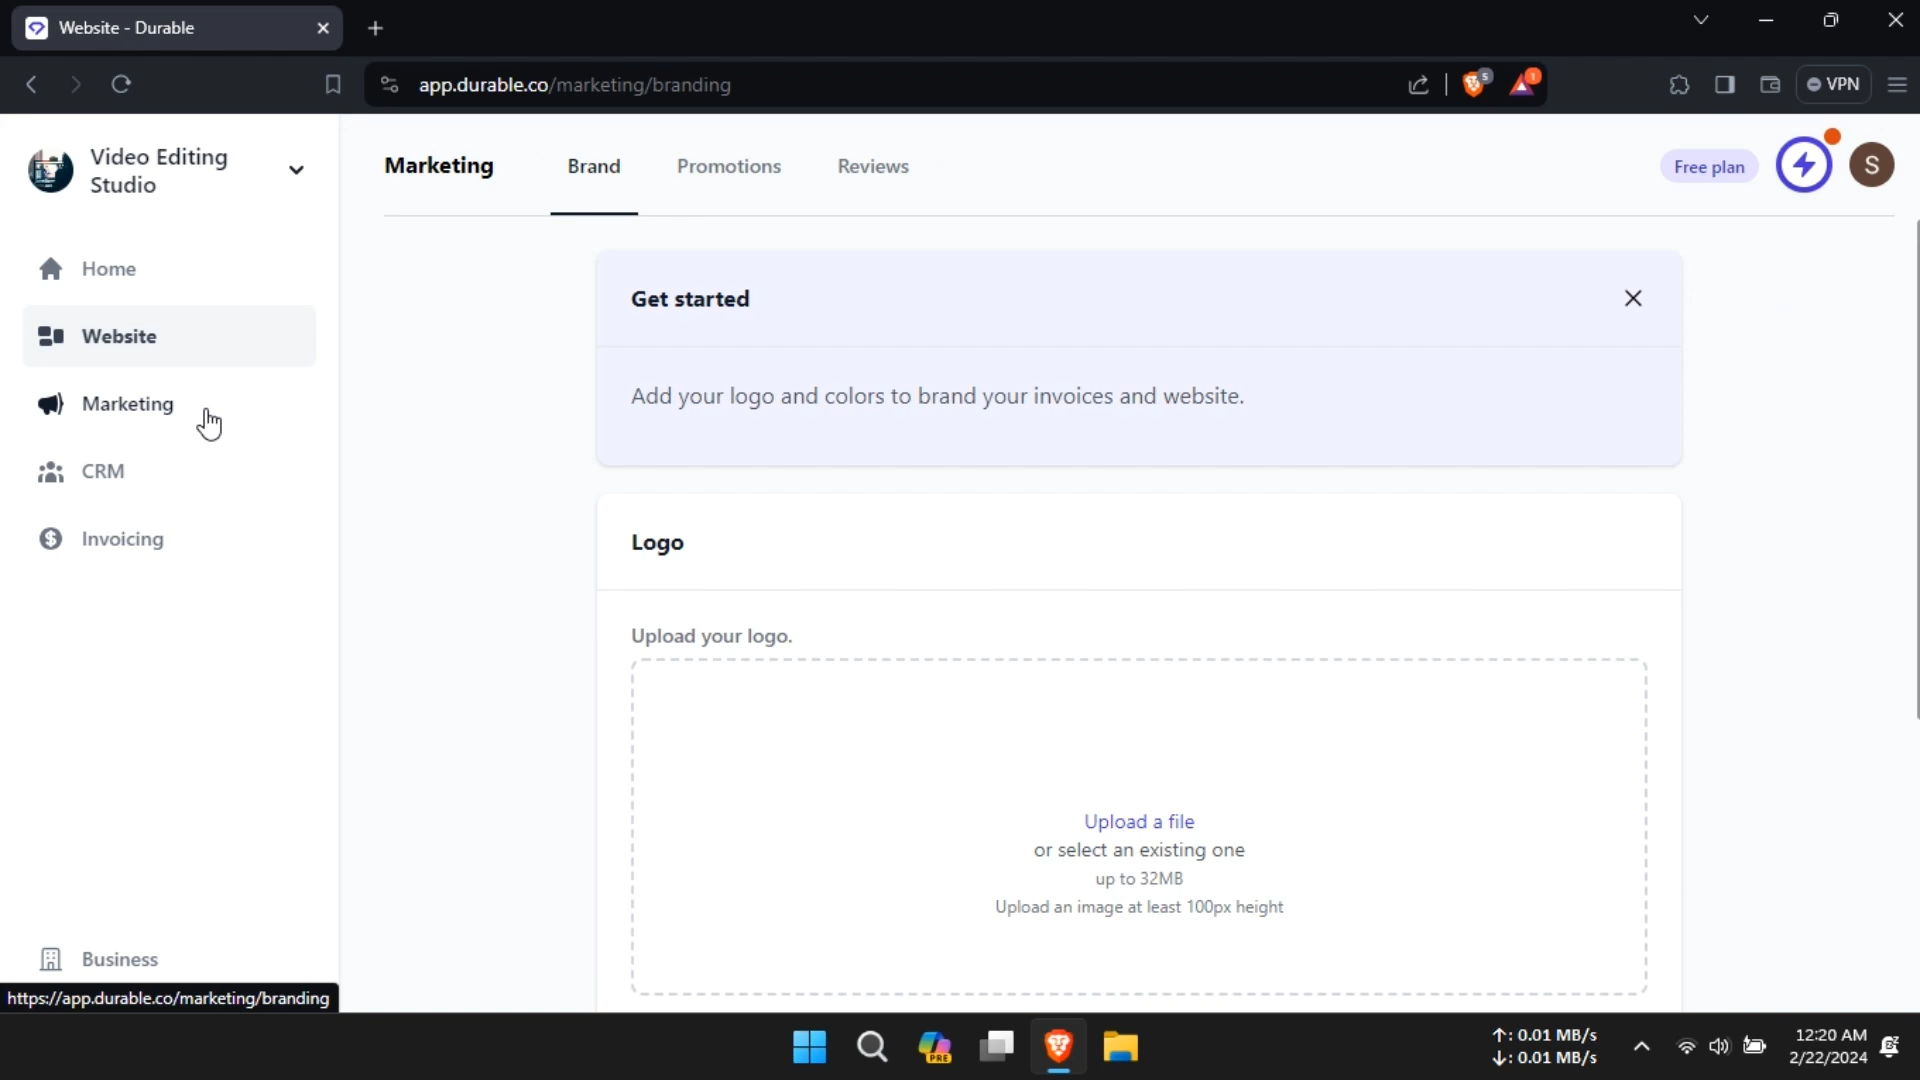 Website - Durable
app.durable.co/marketing/branding
5
1
VPN
Video Editing
Studio
Marketing
Brand
Promotions
Reviews
Free plan
S
Home
Website
Marketing
CRM
Invoicing
Business
Get started
Add your logo and colors to brand your invoices and website.
Logo
Upload your logo.
Upload a file
or select an existing one
up to 32MB
Upload an image at least 100px height
https://app.durable.co/marketing/branding
PRE
↑: 0.01 MB/s
↓: 0.01 MB/s
12:20 AM
2/22/2024